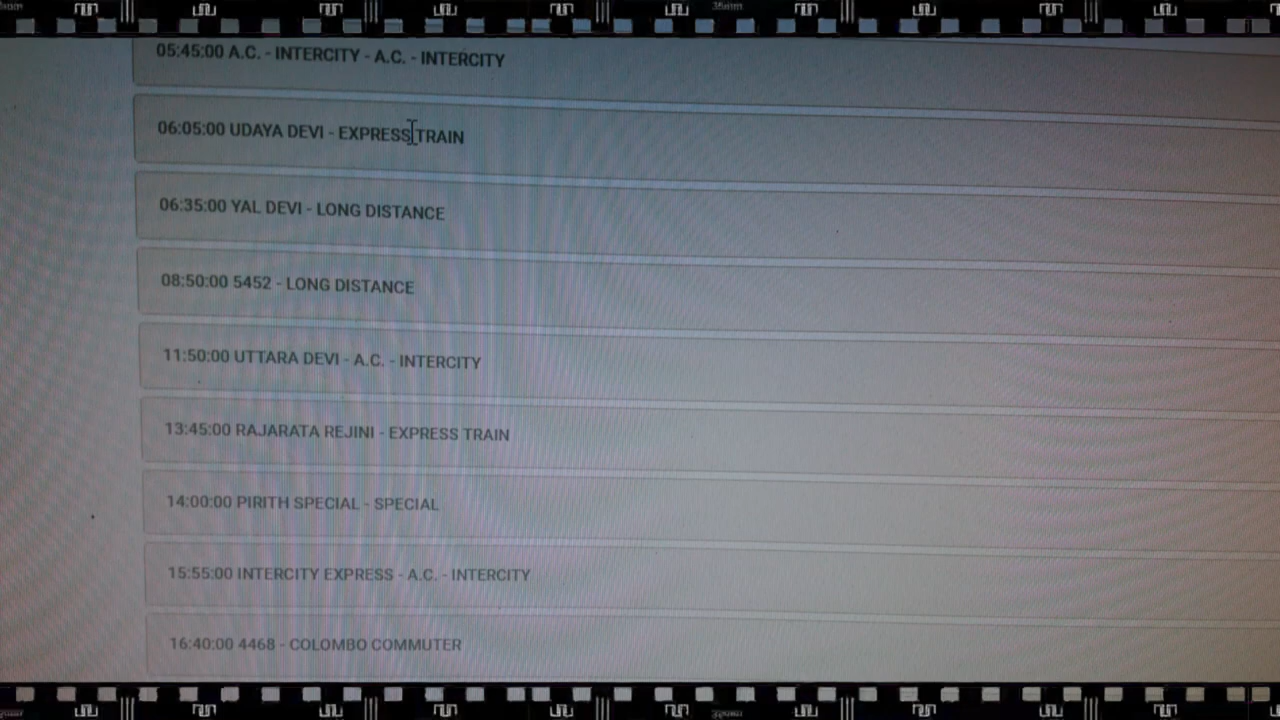 05:45:00 A.C. - INTERCITY - A.C. - INTERCITY
06:05:00 UDAYA DEVI - EXPRESS TRAIN
06:35:00 YAL DEVI - LONG DISTANCE
08:50:00 5452 - LONG DISTANCE
11:50:00 UTTARA DEVI - A.C. - INTERCITY
13:45:00 RAJARATA REJINI - EXPRESS TRAIN
14:00:00 PIRITH SPECIAL - SPECIAL
15:55:00 INTERCITY EXPRESS - A.C. - INTERCITY
16:40:00 4468 - COLOMBO COMMUTER